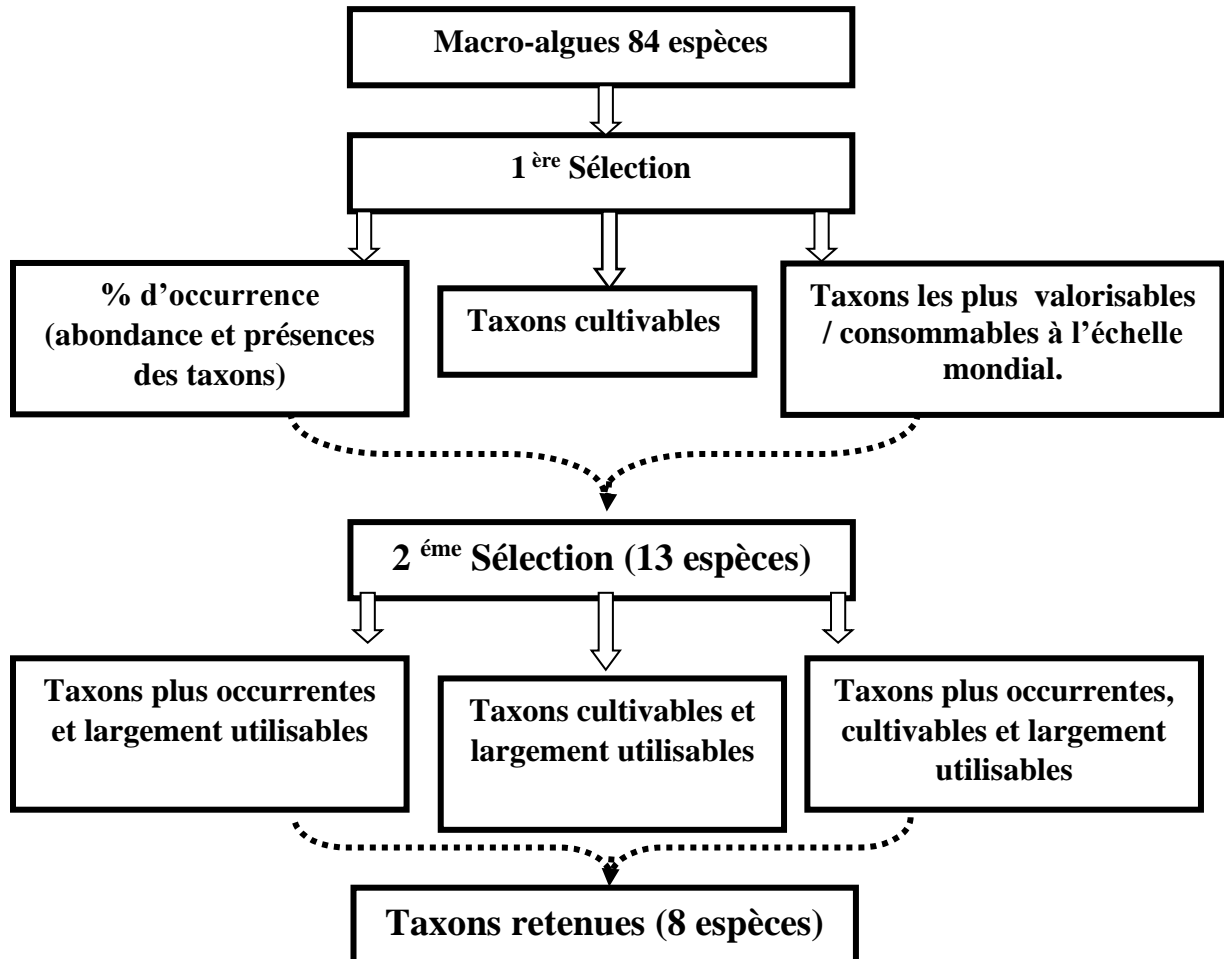 Macro-algues 84 espèces
1 ère Sélection
% d’occurrence
(abondance et présences
des taxons)
Taxons cultivables
Taxons les plus valorisables
/ consommables à l’échelle
mondial.
2 éme Sélection (13 espèces)
Taxons plus occurrentes
et largement utilisables
Taxons cultivables et
largement utilisables
Taxons plus occurrentes,
cultivables et largement
utilisables
Taxons retenues (8 espèces)